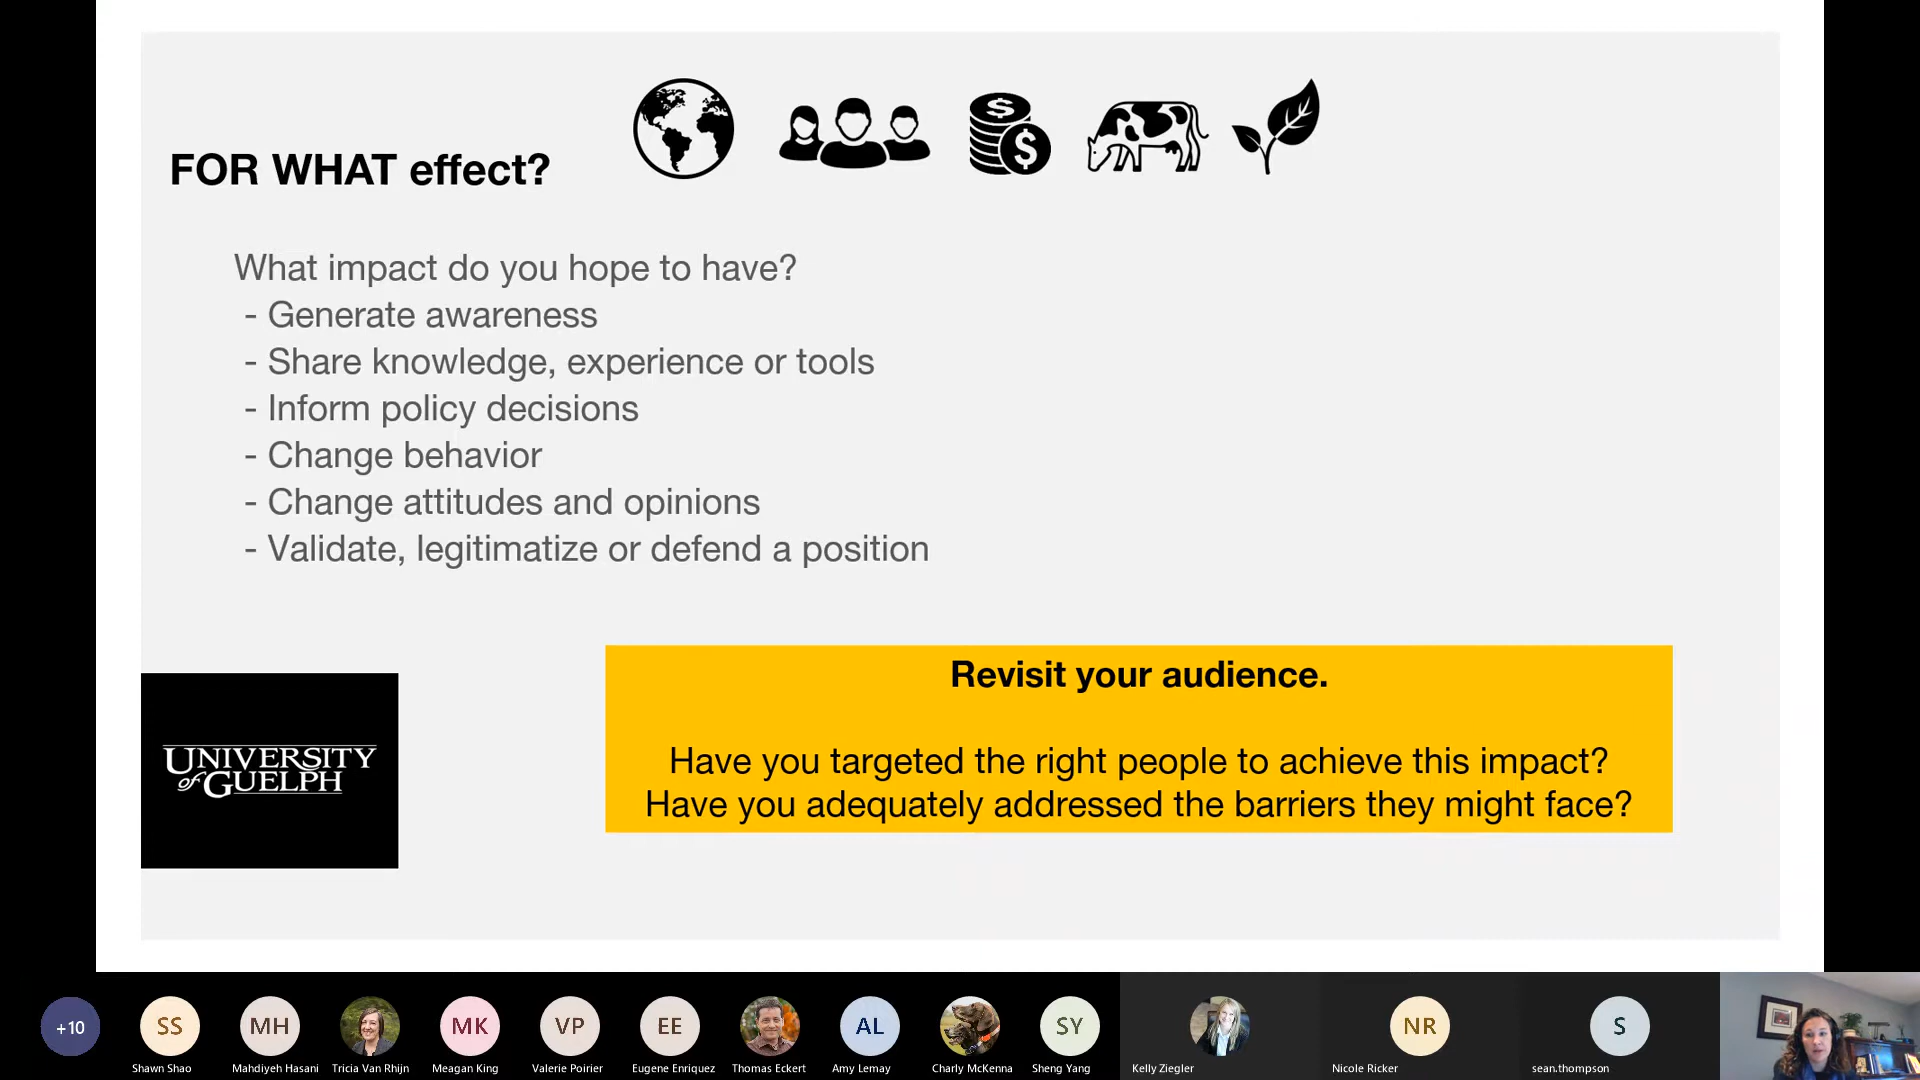 FOR WHAT effect?
$
$
What impact do you hope to have?
- Generate awareness
- Share knowledge, experience or tools
- Inform policy decisions
- Change behavior
- Change attitudes and opinions
- Validate, legitimatize or defend a position
Revisit your audience.
Have you targeted the right people to achieve this impact?
Have you adequately addressed the barriers they might face?
UNIVERSITY
of GUELPH
+10
SS
MH
MK
VP
EE
AL
SY
NR
S
Shawn Shao
Mahdiyeh Hasani
Tricia Van Rhijn
Meagan King
Valerie Poirier
Eugene Enriquez
Thomas Eckert
Amy Lemay
Charly McKenna
Sheng Yang
Kelly Ziegler
Nicole Ricker
sean.thompson